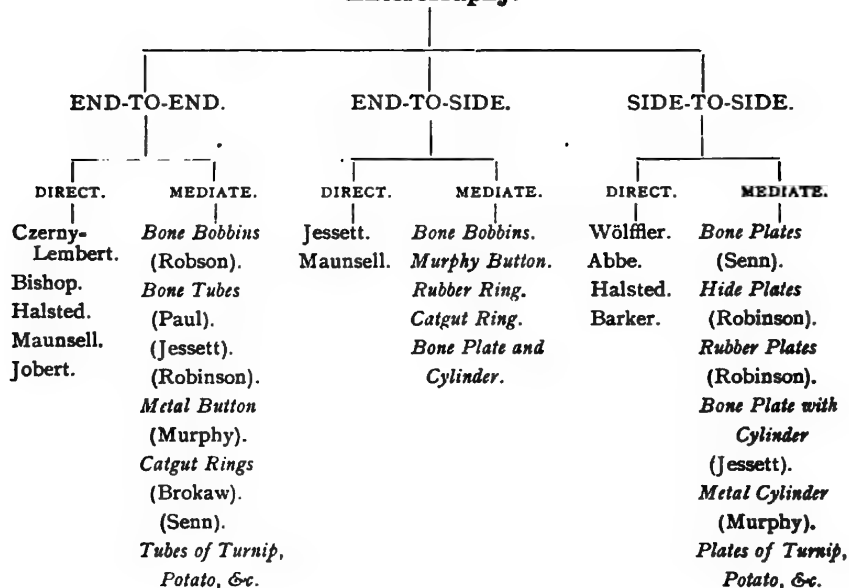 END-TO-END.
END-TO-SIDE.
SIDE-TO-SIDE.
DIRECT.
MEDIATE.
DIRECT.
MEDIATE.
DIRECT.
MEDIATE.
Czerny-
Lembert.
Bishop.
Halsted.
Maunsell.
Jobert.
Bone Bobbins
(Robson).
Bone Tubes
(Paul).
(Jessett).
(Robinson).
Metal Button
(Murphy).
Catgut Rings
(Brokaw).
(Senn).
Tubes of Turnip,
Potato, &c.
Jessett.
Maunsell.
Bone Bobbins.
Murphy Button.
Rubber Ring.
Catgut Ring.
Bone Plate and
Cylinder.
Wölffler.
Abbe.
Halsted.
Barker.
Bone Plates
(Senn).
Hide Plates
(Robinson).
Rubber Plates
(Robinson).
Bone Plate with
Cylinder
(Jessett).
Metal Cylinder
(Murphy).
Plates of Turnip,
Potato, &c.